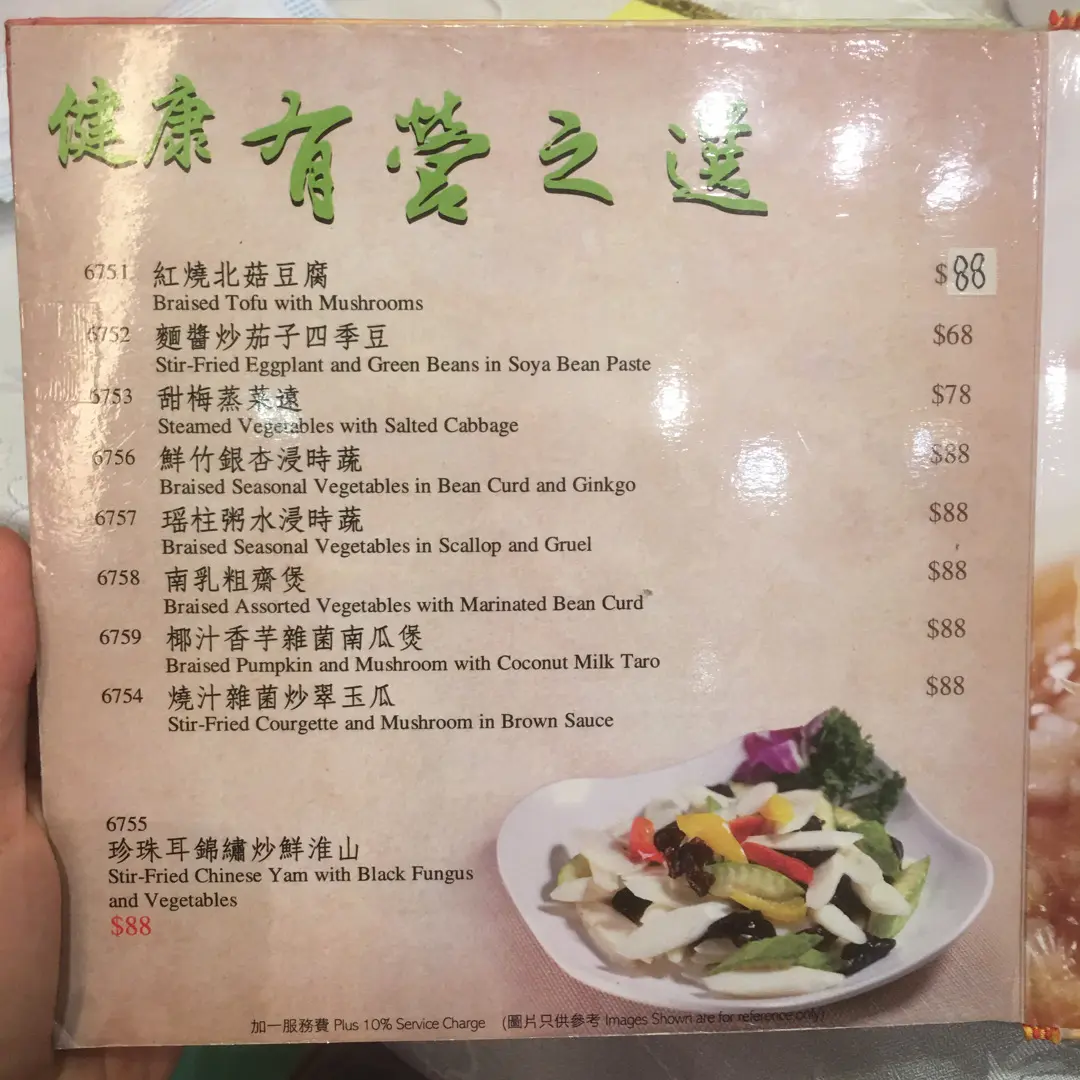 健康有營之選
6751 紅燒北菇豆腐 $88
Braised Tofu with Mushrooms
6752 麵醬炒茄子四季豆 $68
Stir-Fried Eggplant and Green Beans in Soya Bean Paste
6753 甜梅蒸菜遠 $78
Steamed Vegetables with Salted Cabbage
6756 鮮竹銀杏浸時蔬 $88
Braised Seasonal Vegetables in Bean Curd and Ginkgo
6757 瑤柱粥水浸時蔬 $88
Braised Seasonal Vegetables in Scallop and Gruel
6758 南乳粗齋煲 $88
Braised Assorted Vegetables with Marinated Bean Curd
6759 椰汁香芋雜菌南瓜煲 $88
Braised Pumpkin and Mushroom with Coconut Milk Taro
6754 燒汁雜菌炒翠玉瓜 $88
Stir-Fried Courgette and Mushroom in Brown Sauce
6755
珍珠耳錦繡炒鮮淮山
Stir-Fried Chinese Yam with Black Fungus
and Vegetables
$88
加一服務費 Plus 10% Service Charge (圖片只供參考 Images Shown are for reference only)